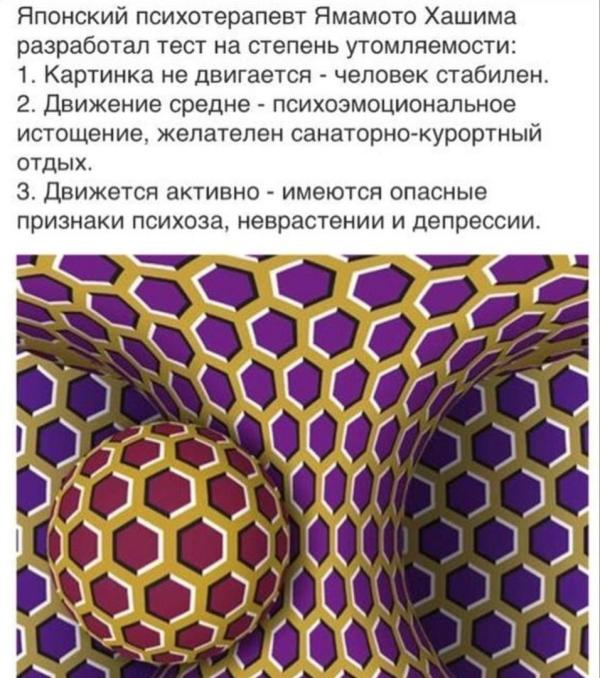 Японский психотерапевт Ямамото Хашима
разработал тест на степень утомляемости:
1. Картинка не двигается - человек стабилен.
2. Движение средне - психоэмоциональное
истощение, желателен санаторно-курортный
отдых.
3. Движется активно - имеются опасные
признаки психоза, неврастении и депрессии.